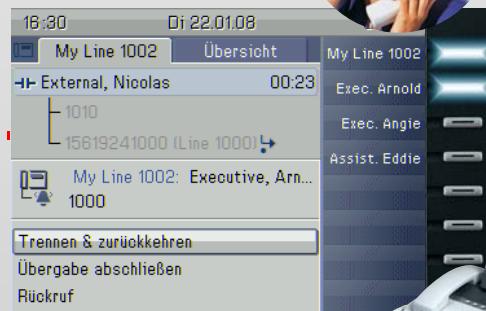 16:30 Di 22.01.08
My Line 1002 Übersicht
External, Nicolas 00:23
1010
15619241000 (Line 1000)
My Line 1002: Executive, Arn...
1000
Trennen & zurückkehren
Übergabe abschließen
Rückruf
My Line 1002
Exec. Arnold
Exec. Angie
Assist. Eddie